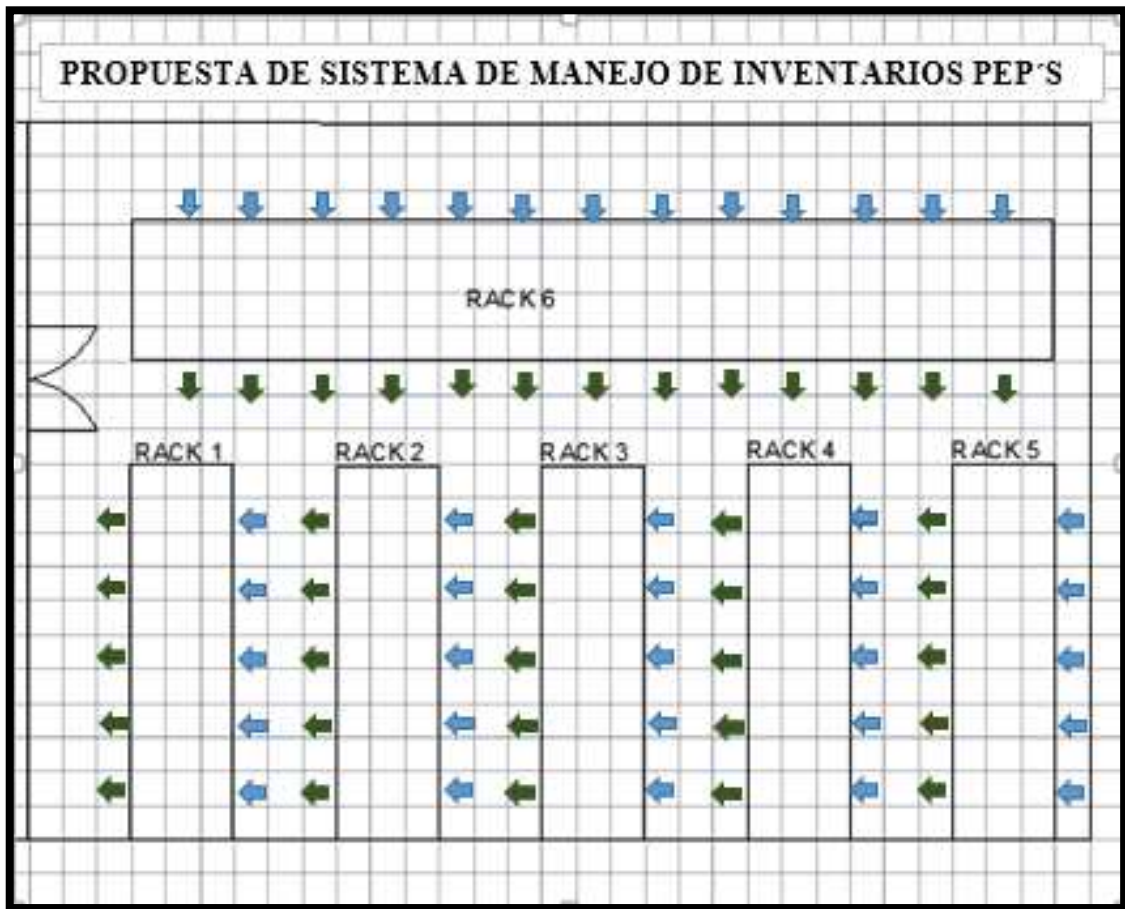 PROPUESTA DE SISTEMA DE MANEJO DE INVENTARIOS PEP´S
RACK 6
RACK 1
RACK 2
RACK 3
RACK 4
RACK 5